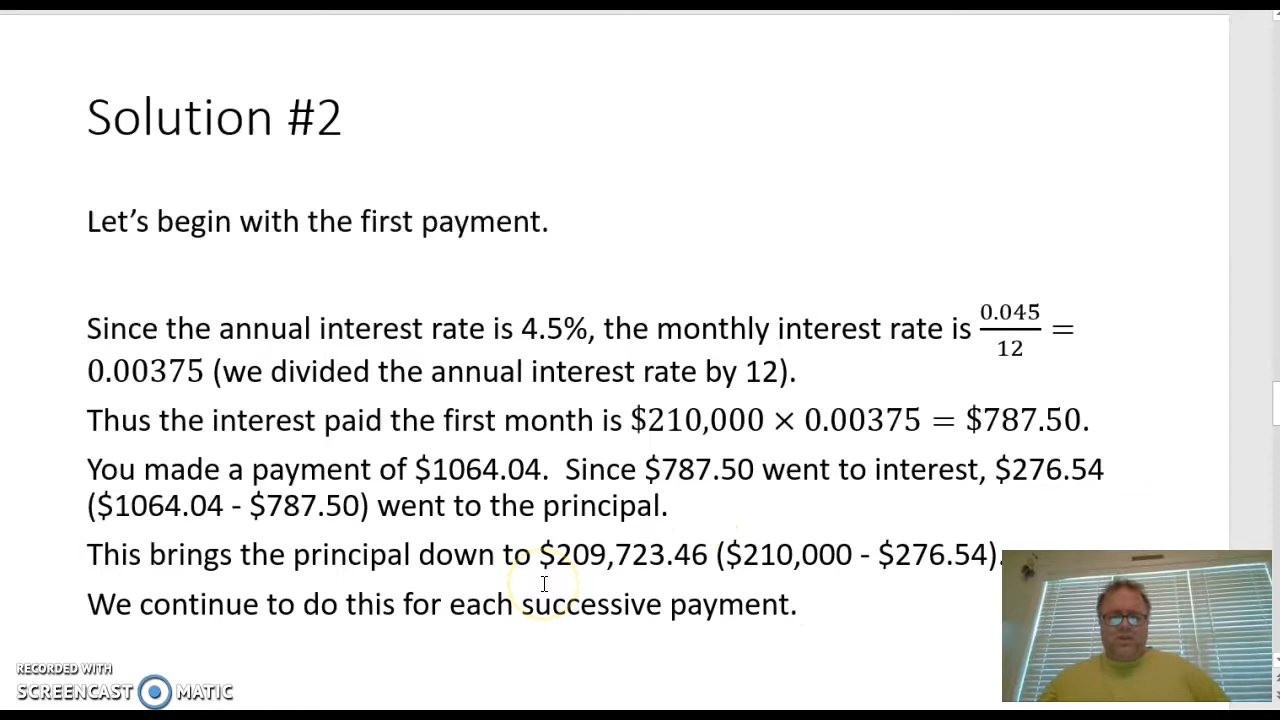 Solution #2
Let’s begin with the first payment.
Since the annual interest rate is 4.5%, the monthly interest rate is 0.045/12 =
0.00375 (we divided the annual interest rate by 12).
Thus the interest paid the first month is $210,000 × 0.00375 = $787.50.
You made a payment of $1064.04.  Since $787.50 went to interest, $276.54
($1064.04 - $787.50) went to the principal.
This brings the principal down to $209,723.46 ($210,000 - $276.54).
We continue to do this for each successive payment.
RECORDED WITH
SCREENCAST MATIC